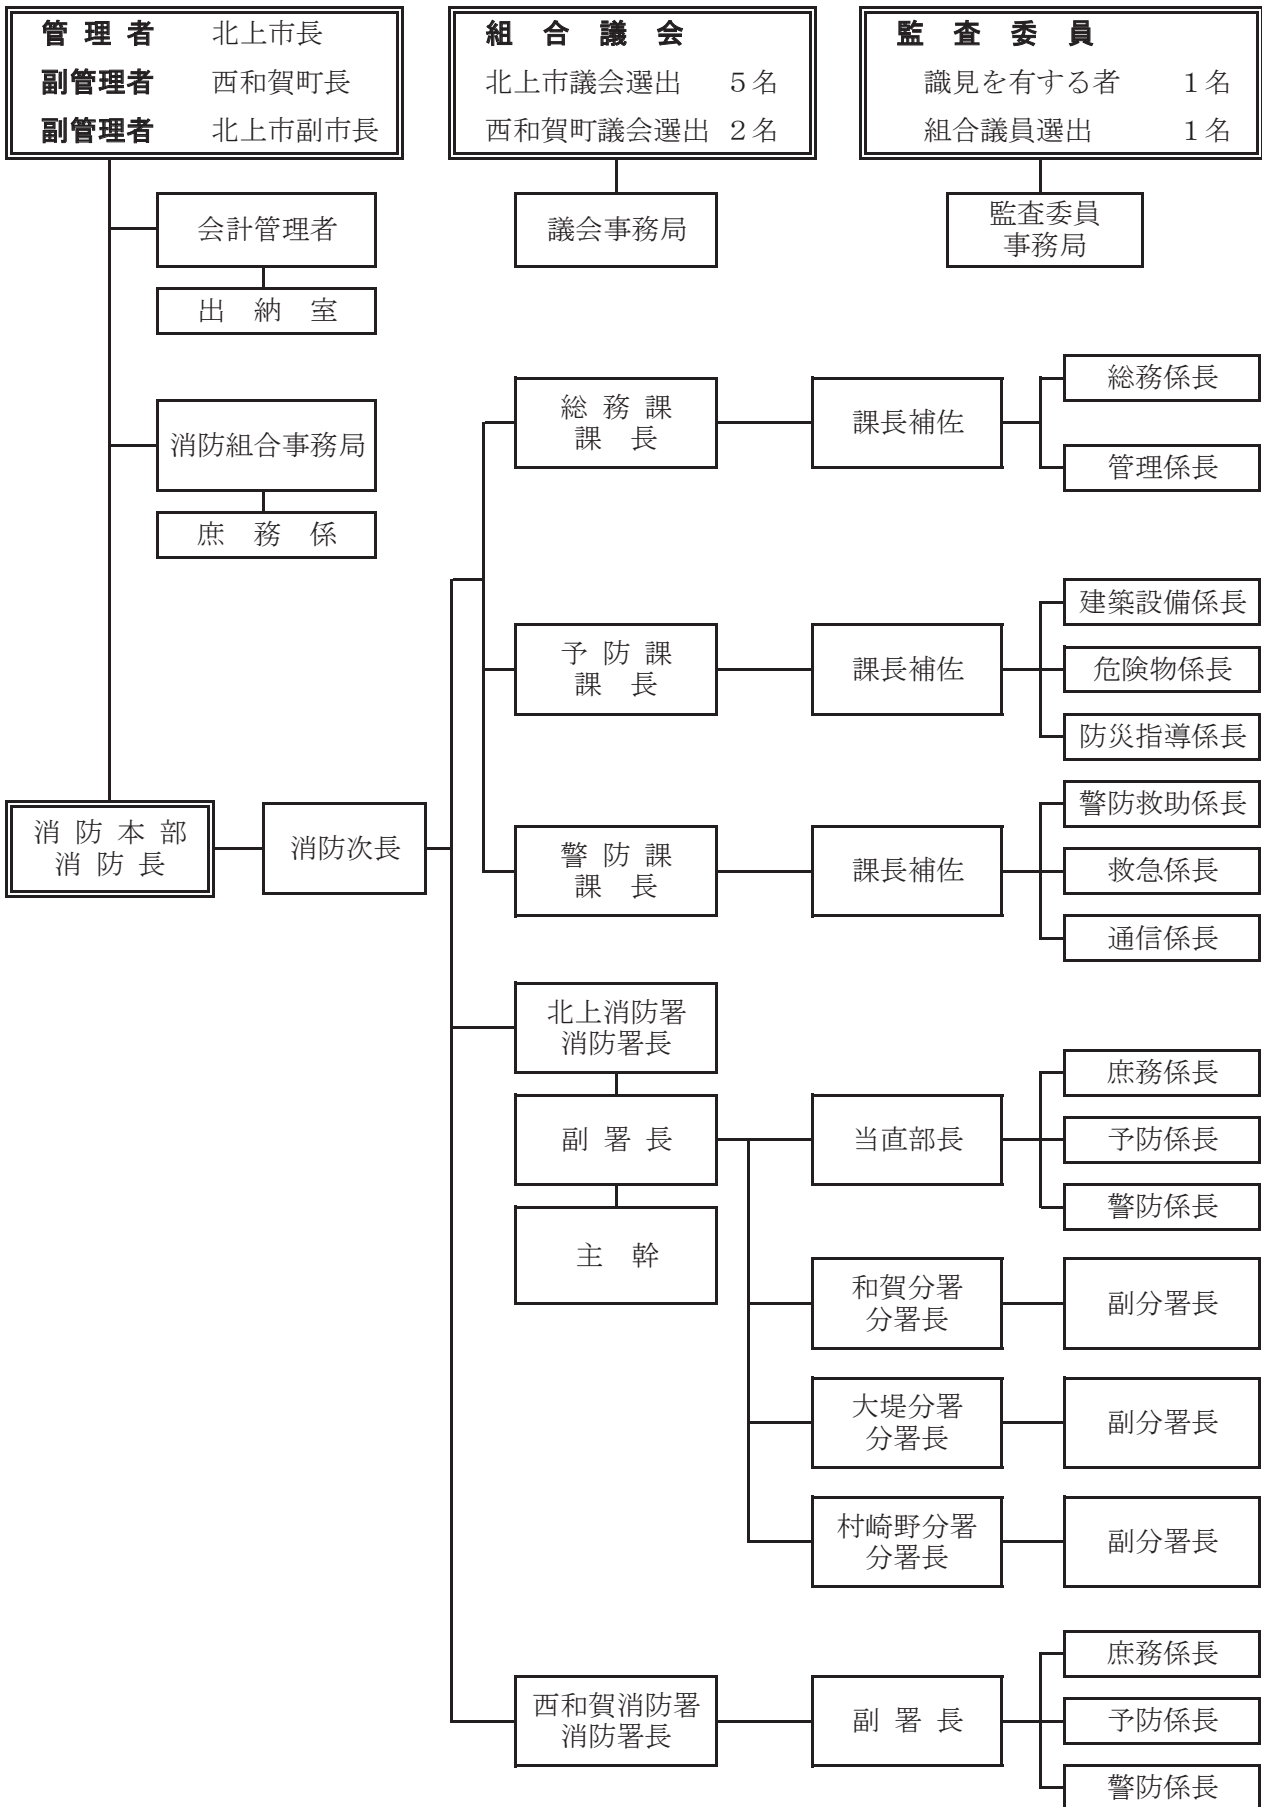 管 理 者　北上市長
副管理者　西和賀町長
副管理者　北上市副市長
組 合 議 会
北上市議会選出　５名
西和賀町議会選出 ２名
監 査 委 員
識見を有する者　１名
組合議員選出　１名
会計管理者
出 納 室
議会事務局
監査委員
事務局
消防組合事務局
庶 務 係
消 防 本 部
消 防 長
消防次長
総 務 課
課 長
課長補佐
総務係長
管理係長
予 防 課
課 長
課長補佐
建築設備係長
危険物係長
防災指導係長
警 防 課
課 長
課長補佐
警防救助係長
救急係長
通信係長
北上消防署
消防署長
副 署 長
主 幹
当直部長
庶務係長
予防係長
警防係長
和賀分署
分署長
副分署長
大堤分署
分署長
副分署長
村崎野分署
分署長
副分署長
西和賀消防署
消防署長
副 署 長
庶務係長
予防係長
警防係長